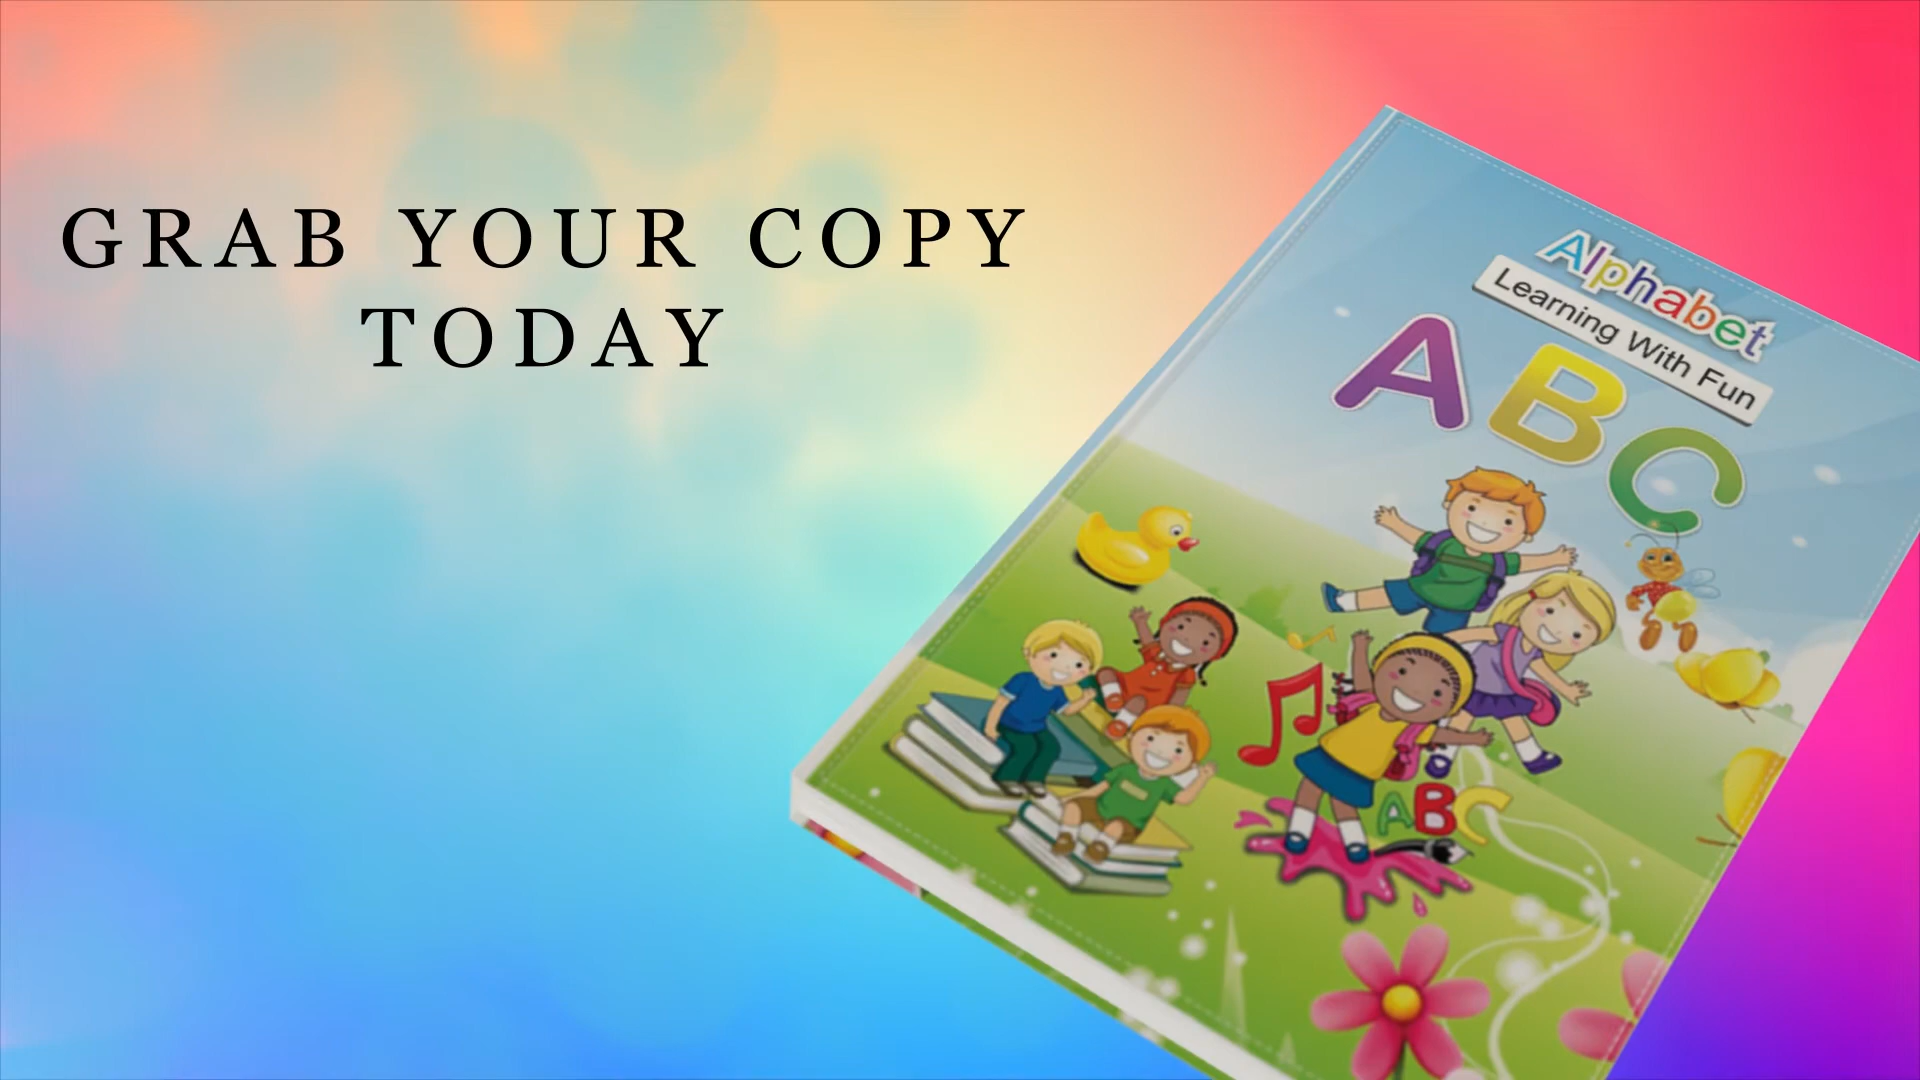 GRAB YOUR COPY
TODAY
Alphabet
Learning With Fun
ABC
ABC